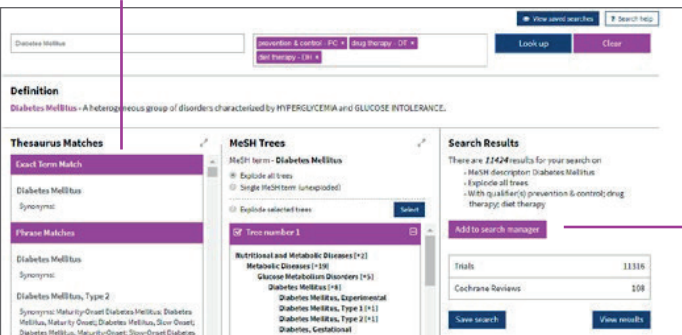 View saved searches
? Search help
Diabetes Mellitus
prevention & control - PC × drug therapy - DT ×
diet therapy - DH ×
Look up
Clear
Definition
Diabetes Mellitus - A heterogeneous group of disorders characterized by HYPERGLYCEMIA and GLUCOSE INTOLERANCE.
Thesaurus Matches
Exact Term Match
Diabetes Mellitus
Synonyms:
Phrase Matches
Diabetes Mellitus
Synonyms:
Diabetes Mellitus, Type 2
Synonyms: Maturity Onset Diabetes Mellitus; Diabetes
Mellitus, Maturity Onset; Diabetes Mellitus, Slow Onset;
Diabetes Mellitus, Maturity-Onset; Slow-Onset Diabetes
MeSH Trees
MeSH term - Diabetes Mellitus
Explode all trees
Single MeSH term (unexploded)
Explode selected trees
Select
Tree number 1
Nutritional and Metabolic Diseases [+2]
Metabolic Diseases [+19]
Glucose Metabolism Disorders [+5]
Diabetes Mellitus [+8]
Diabetes Mellitus, Experimental
Diabetes Mellitus, Type 1 [+1]
Diabetes Mellitus, Type 2 [+1]
Diabetes, Gestational
Search Results
There are 11424 results for your search on
- MeSH descriptor: Diabetes Mellitus
- Explode all trees
- With qualifier(s) prevention & control; drug
therapy; diet therapy
Add to search manager
Trials 11316
Cochrane Reviews 108
Save search
View results